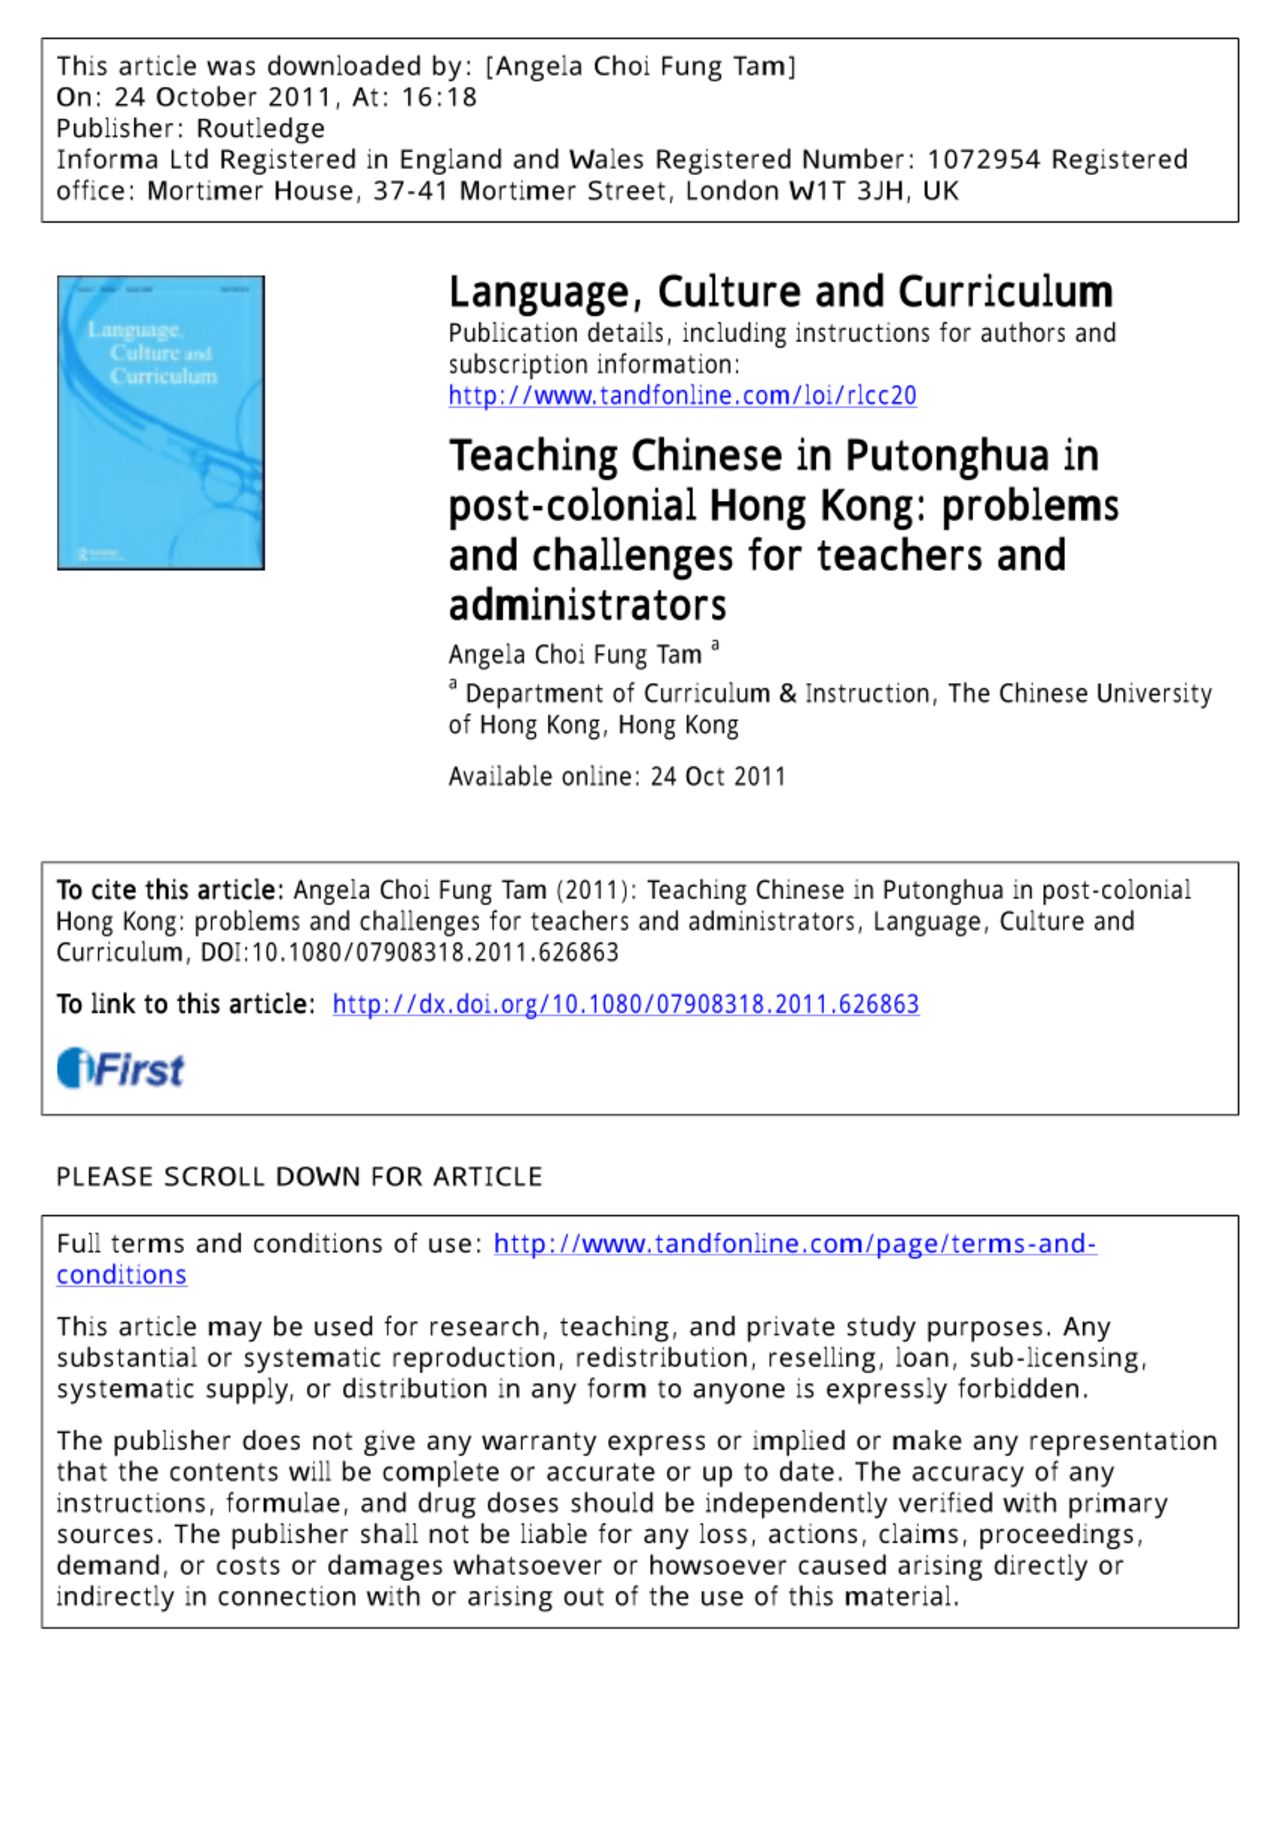 This article was downloaded by: [Angela Choi Fung Tam]
On: 24 October 2011, At: 16:18
Publisher: Routledge
Informa Ltd Registered in England and Wales Registered Number: 1072954 Registered
office: Mortimer House, 37-41 Mortimer Street, London W1T 3JH, UK
Language,
Culture and
Curriculum
Language, Culture and Curriculum
Publication details, including instructions for authors and
subscription information:
http://www.tandfonline.com/loi/rlcc20
Teaching Chinese in Putonghua in
post-colonial Hong Kong: problems
and challenges for teachers and
administrators
Angela Choi Fung Tam a
a Department of Curriculum & Instruction, The Chinese University
of Hong Kong, Hong Kong
Available online: 24 Oct 2011
To cite this article: Angela Choi Fung Tam (2011): Teaching Chinese in Putonghua in post-colonial
Hong Kong: problems and challenges for teachers and administrators, Language, Culture and
Curriculum, DOI:10.1080/07908318.2011.626863
To link to this article: http://dx.doi.org/10.1080/07908318.2011.626863
iFirst
PLEASE SCROLL DOWN FOR ARTICLE
Full terms and conditions of use: http://www.tandfonline.com/page/terms-and-
conditions
This article may be used for research, teaching, and private study purposes. Any
substantial or systematic reproduction, redistribution, reselling, loan, sub-licensing,
systematic supply, or distribution in any form to anyone is expressly forbidden.
The publisher does not give any warranty express or implied or make any representation
that the contents will be complete or accurate or up to date. The accuracy of any
instructions, formulae, and drug doses should be independently verified with primary
sources. The publisher shall not be liable for any loss, actions, claims, proceedings,
demand, or costs or damages whatsoever or howsoever caused arising directly or
indirectly in connection with or arising out of the use of this material.